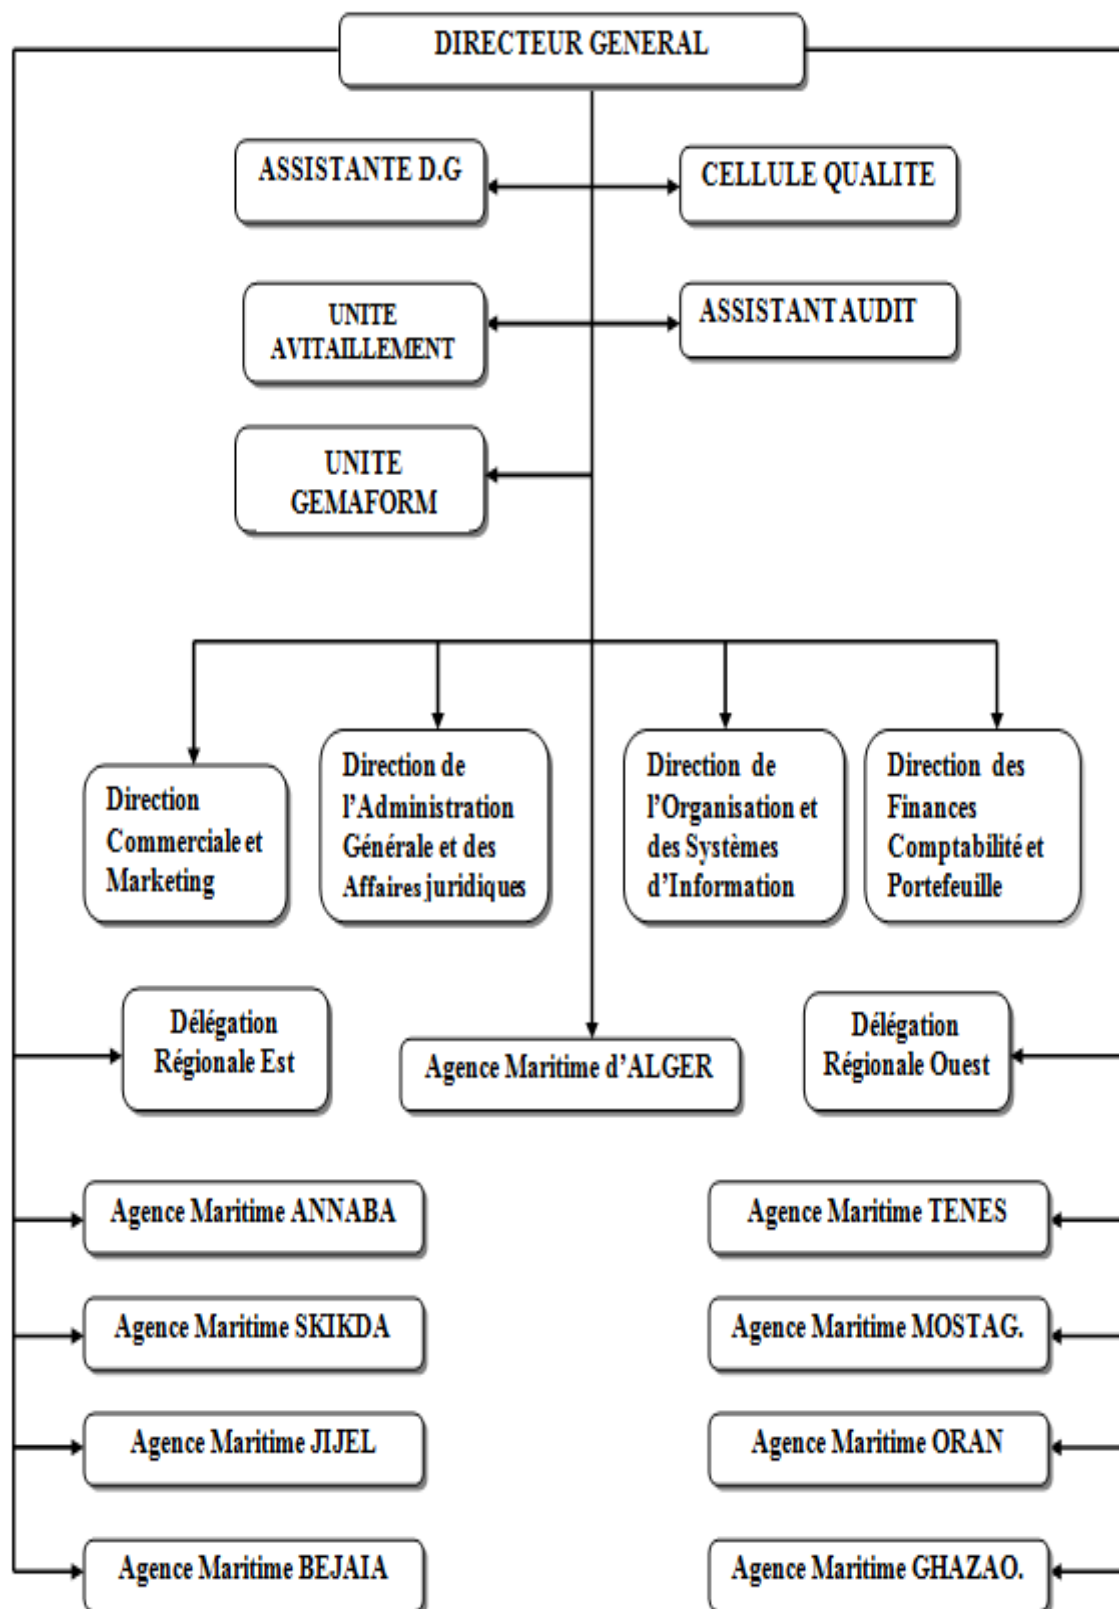 DIRECTEUR GENERAL
ASSISTANTE D.G
CELLULE QUALITE
UNITE
AVITAILLEMENT
ASSISTANT AUDIT
UNITE
GEMAFORM
Direction
Commerciale et
Marketing
Direction de
l'Administration
Générale et des
Affaires juridiques
Direction de
l'Organisation et
des Systèmes
d'Information
Direction des
Finances
Comptabilité et
Portefeuille
Délégation
Régionale Est
Agence Maritime d'ALGER
Délégation
Régionale Ouest
Agence Maritime ANNABA
Agence Maritime TENES
Agence Maritime SKIKDA
Agence Maritime MOSTAG.
Agence Maritime JIJEL
Agence Maritime ORAN
Agence Maritime BEJAIA
Agence Maritime GHAZAO.